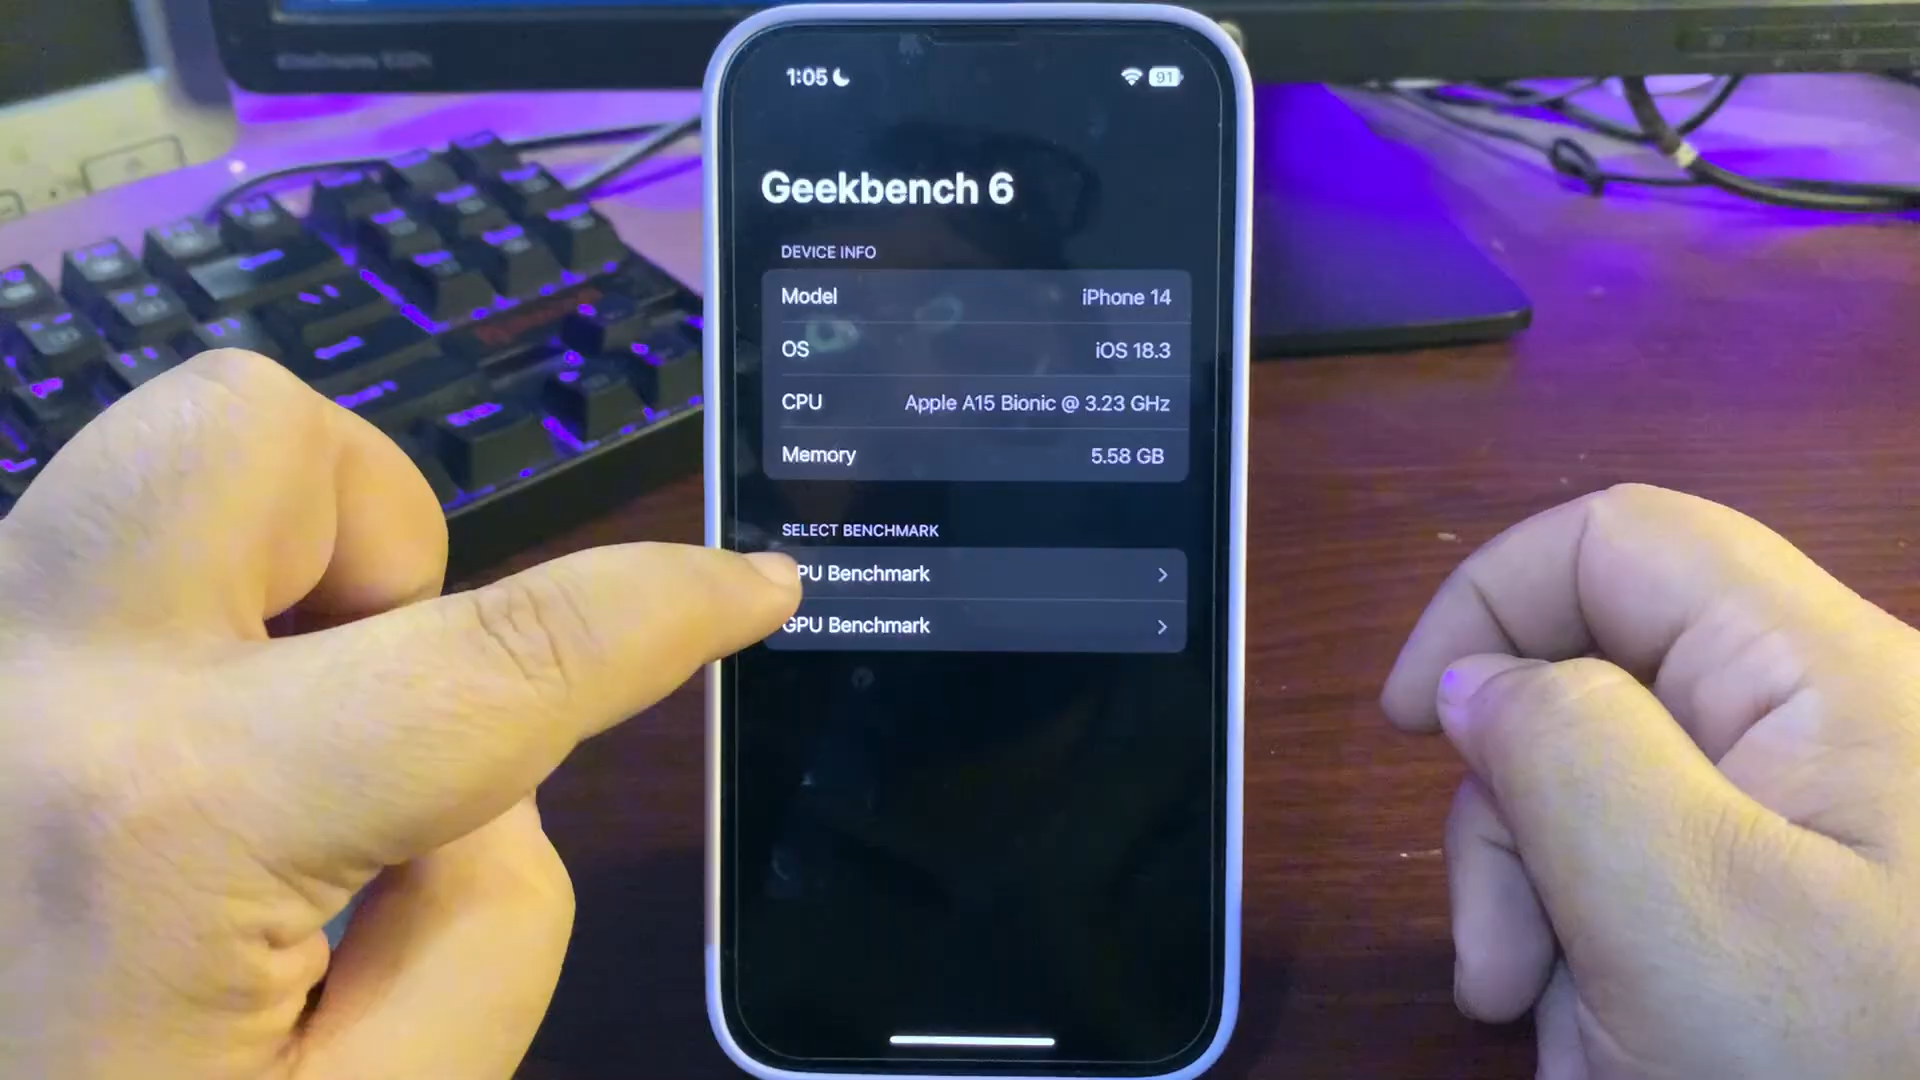 1:05
91
Geekbench 6
DEVICE INFO
Model iPhone 14
OS iOS 18.3
CPU Apple A15 Bionic @ 3.23 GHz
Memory 5.58 GB
SELECT BENCHMARK
PU Benchmark
GPU Benchmark